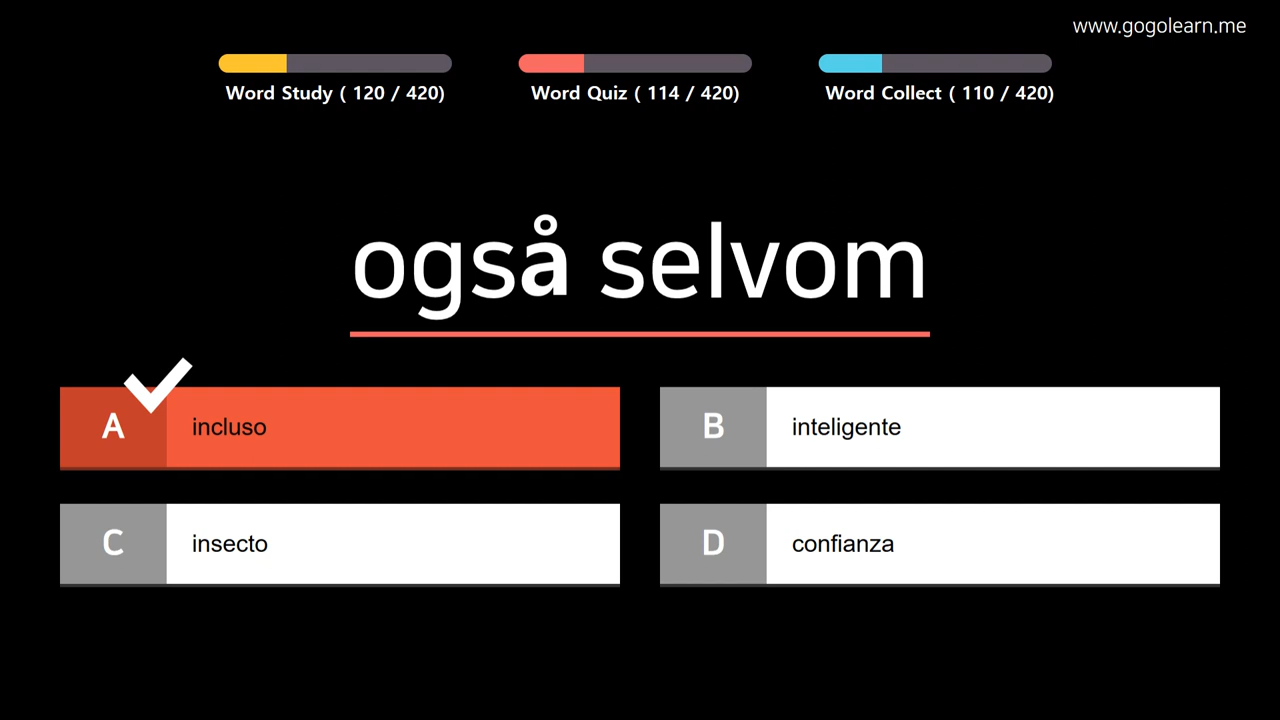 www.gogolearn.me
Word Study ( 120 / 420)
Word Quiz ( 114 / 420)
Word Collect ( 110 / 420)
også selvom
A incluso
B inteligente
C insecto
D confianza